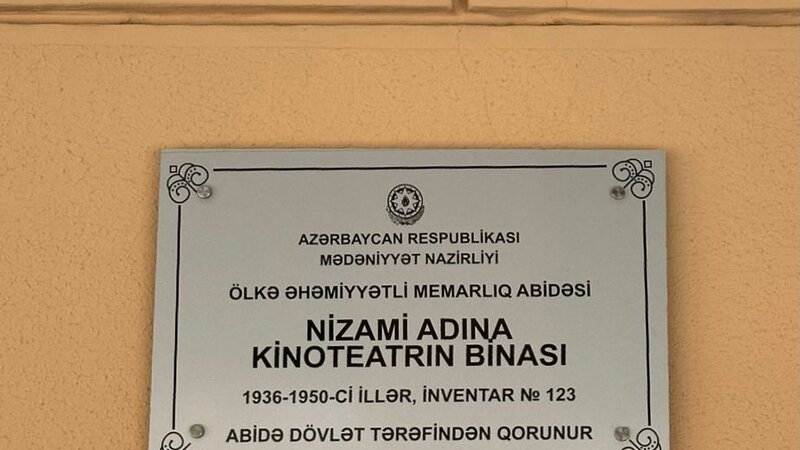 AZƏRBAYCAN RESPUBLİKASI
MƏDƏNİYYƏT NAZİRLİYİ
ÖLKƏ ƏHƏMİYYƏTLİ MEMARLIQ ABİDƏSİ
NİZAMİ ADINA
KİNOTEATRIN BİNASI
1936-1950-Cİ İLLƏR, İNVENTAR № 123
ABİDƏ DÖVLƏT TƏRƏFİNDƏN QORUNUR